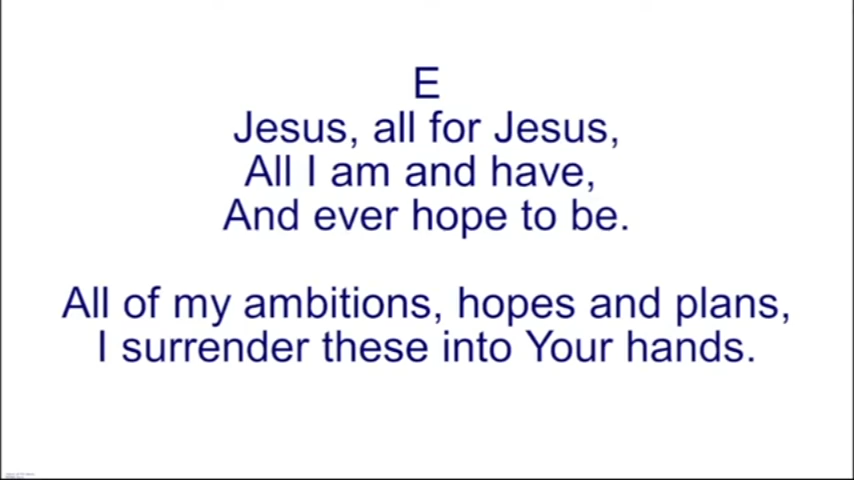 E
Jesus, all for Jesus,
All I am and have,
And ever hope to be.
All of my ambitions, hopes and plans,
I surrender these into Your hands.